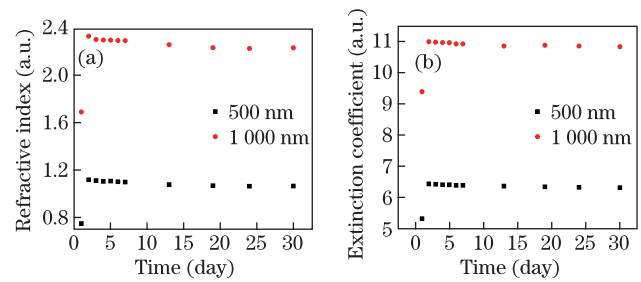 (a)
Refractive index (a.u.)
2.4
2.0
1.6
1.2
0.8
500 nm
1 000 nm
0 5 10 15 20 25 30
Time (day)
(b)
Extinction coefficient (a.u.)
11
10
9
8
7
6
5
500 nm
1 000 nm
0 5 10 15 20 25 30
Time (day)